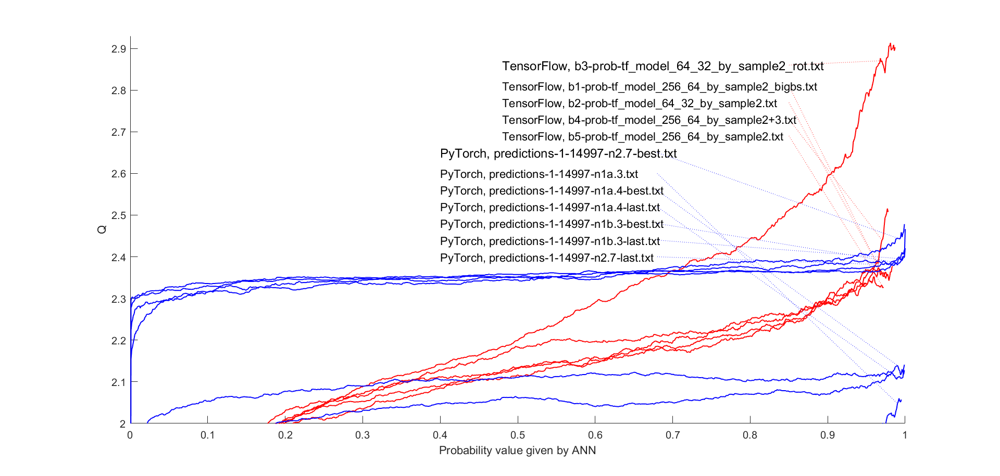 2.9
TensorFlow, b3-prob-tf_model_64_32_by_sample2_rot.txt
2.8
TensorFlow, b1-prob-tf_model_256_64_by_sample2_bigbs.txt
TensorFlow, b2-prob-tf_model_64_32_by_sample2.txt
TensorFlow, b4-prob-tf_model_256_64_by_sample2+3.txt
2.7
TensorFlow, b5-prob-tf_model_256_64_by_sample2.txt
PyTorch, predictions-1-14997-n2.7-best.txt
2.6
PyTorch, predictions-1-14997-n1a.3.txt
PyTorch, predictions-1-14997-n1a.4-best.txt
PyTorch, predictions-1-14997-n1a.4-last.txt
2.5
PyTorch, predictions-1-14997-n1b.3-best.txt
Q
PyTorch, predictions-1-14997-n1b.3-last.txt
2.4
PyTorch, predictions-1-14997-n2.7-last.txt
2.3
2.2
2.1
2
0 0.1 0.2 0.3 0.4 0.5 0.6 0.7 0.8 0.9 1
Probability value given by ANN